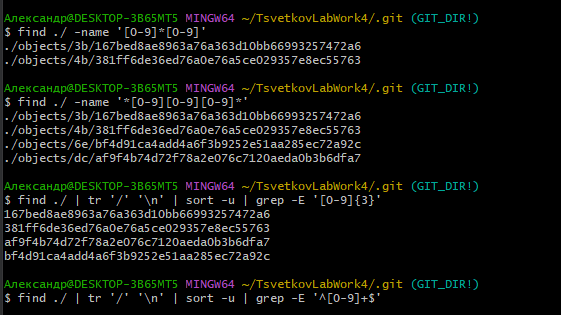 Александр@DESKTOP-3B65MT5 MINGW64 ~/TsvetkovLabWork4/.git (GIT_DIR!)
$ find ./ -name '[0-9]*[0-9]'
./objects/3b/167bed8ae8963a76a363d10bb66993257472a6
./objects/4b/381ff6de36ed76a0e76a5ce029357e8ec55763
Александр@DESKTOP-3B65MT5 MINGW64 ~/TsvetkovLabWork4/.git (GIT_DIR!)
$ find ./ -name '*[0-9][0-9][0-9]*'
./objects/3b/167bed8ae8963a76a363d10bb66993257472a6
./objects/4b/381ff6de36ed76a0e76a5ce029357e8ec55763
./objects/6e/bf4d91ca4add4a6f3b9252e51aa285ec72a92c
./objects/dc/af9f4b74d72f78a2e076c7120aeda0b3b6dfa7
Александр@DESKTOP-3B65MT5 MINGW64 ~/TsvetkovLabWork4/.git (GIT_DIR!)
$ find ./ | tr '/' '\n' | sort -u | grep -E '[0-9]{3}'
167bed8ae8963a76a363d10bb66993257472a6
381ff6de36ed76a0e76a5ce029357e8ec55763
af9f4b74d72f78a2e076c7120aeda0b3b6dfa7
bf4d91ca4add4a6f3b9252e51aa285ec72a92c
Александр@DESKTOP-3B65MT5 MINGW64 ~/TsvetkovLabWork4/.git (GIT_DIR!)
$ find ./ | tr '/' '\n' | sort -u | grep -E '^[0-9]+$'